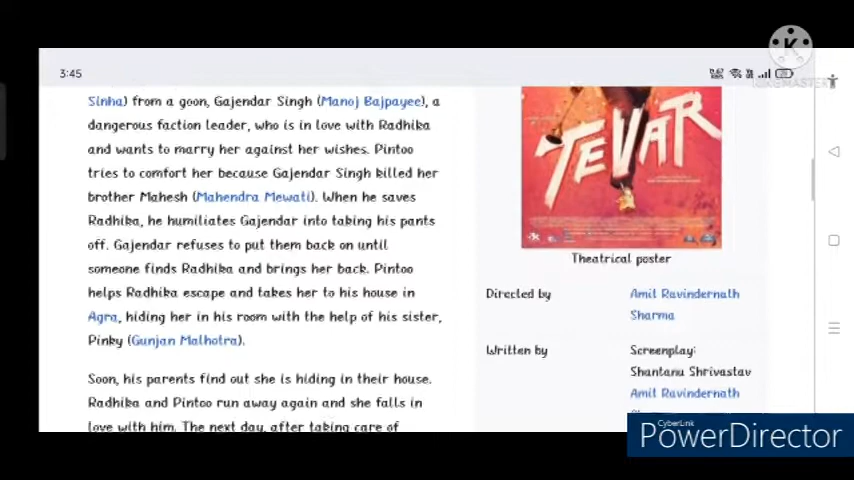 3:45
KINEMASTER
Sinha) from a goon, Gajendar Singh (Manoj Bajpayee), a
dangerous faction leader, who is in love with Radhika
and wants to marry her against her wishes. Pintoo
tries to comfort her because Gajendar Singh killed her
brother Mahesh (Mahendra Mewati). When he saves
Radhika, he humiliates Gajendar into taking his pants
off. Gajendar refuses to put them back on until
someone finds Radhika and brings her back. Pintoo
helps Radhika escape and takes her to his house in
Agra, hiding her in his room with the help of his sister,
Pinky (Gunjan Malhotra).
Soon, his parents find out she is hiding in their house.
Radhika and Pintoo run away again and she falls in
love with him. The next day, after taking care of
TEVAR
Theatrical poster
Directed by
Amit Ravindernath
Sharma
Written by
Screenplay:
Shantanu Shrivastav
Amit Ravindernath
CyberLink
PowerDirector